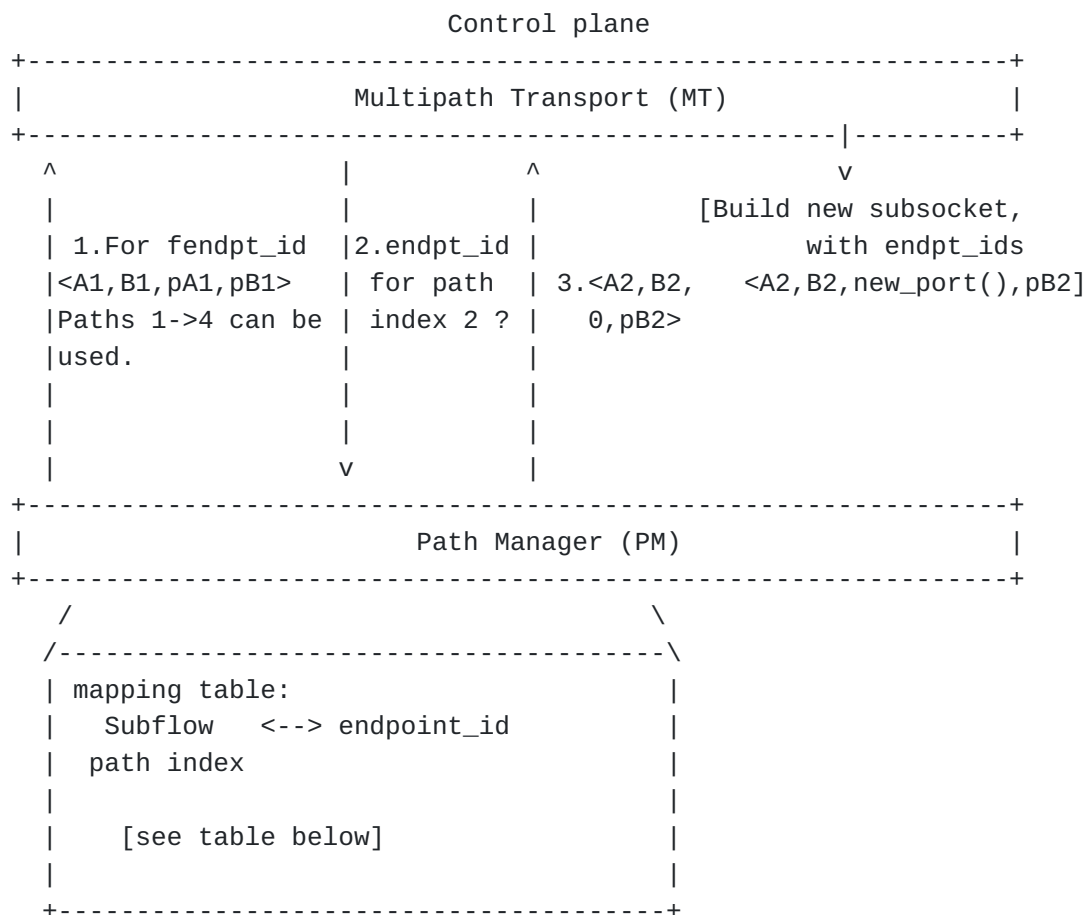 Control plane
+---------------------------------------------------------------+
|                     Multipath Transport (MT)                  |
+----------------------------------------------------|----------+
  ^                  |           ^                   v
  |                  |           |          [Build new subsocket,
  | 1.For fendpt_id  |2.endpt_id |                 with endpt_ids
  |<A1,B1,pA1,pB1>   | for path  | 3.<A2,B2,   <A2,B2,new_port(),pB2]
  |Paths 1->4 can be | index 2 ? |   0,pB2>
  |used.             |           |
  |                  |           |
  |                  |           |
  |                  v           |
+---------------------------------------------------------------+
|                         Path Manager (PM)                     |
+---------------------------------------------------------------+
   /                                     \
  /---------------------------------------\
  | mapping table:                        |
  |   Subflow   <--> endpoint_id          |
  |  path index                           |
  |                                       |
  |    [see table below]                  |
  |                                       |
  +---------------------------------------+